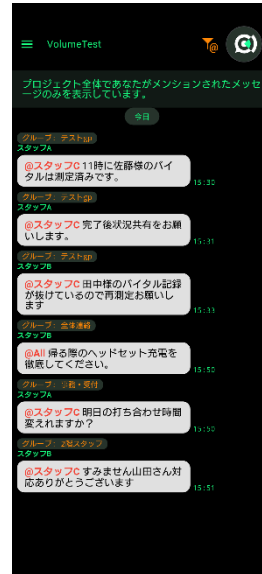 VolumeTest
@
プロジェクト全体であなたがメンションされたメッセ
ージのみを表示しています。
今日
グループ: テストgp
スタッフA
@スタッフC 11時に佐藤様のバイ
タルは測定済みです。
15:30
グループ: テストgp
スタッフA
@スタッフC 完了後状況共有をお願
いします。
15:31
グループ: テストgp
スタッフB
@スタッフC 田中様のバイタル記録
が抜けているので再測定お願いし
ます
15:33
グループ: 全体連絡
スタッフB
@All 帰る際のヘッドセット充電を
徹底してください。
15:50
スタッフA
@スタッフC 明日の打ち合わせ時間
変えれますか？
15:50
グループ: 2階スタッフ
スタッフB
@スタッフC すみません山田さん対
応ありがとうございます
15:51